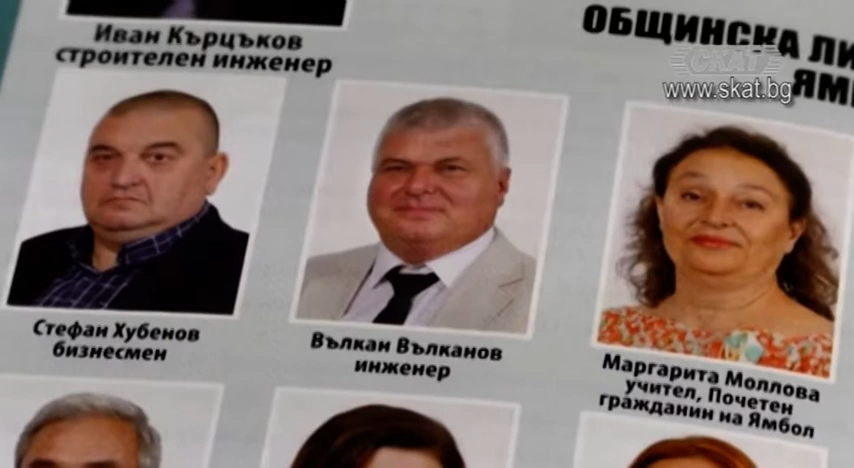 Иван Кърцъков
строителен инженер
ОБЩИНСКА ЛИ
ЯМ
СКАТ
www.skat.bg
Стефан Хубенов
бизнесмен
Вълкан Вълканов
инженер
Маргарита Моллова
учител, Почетен
гражданин на Ямбол